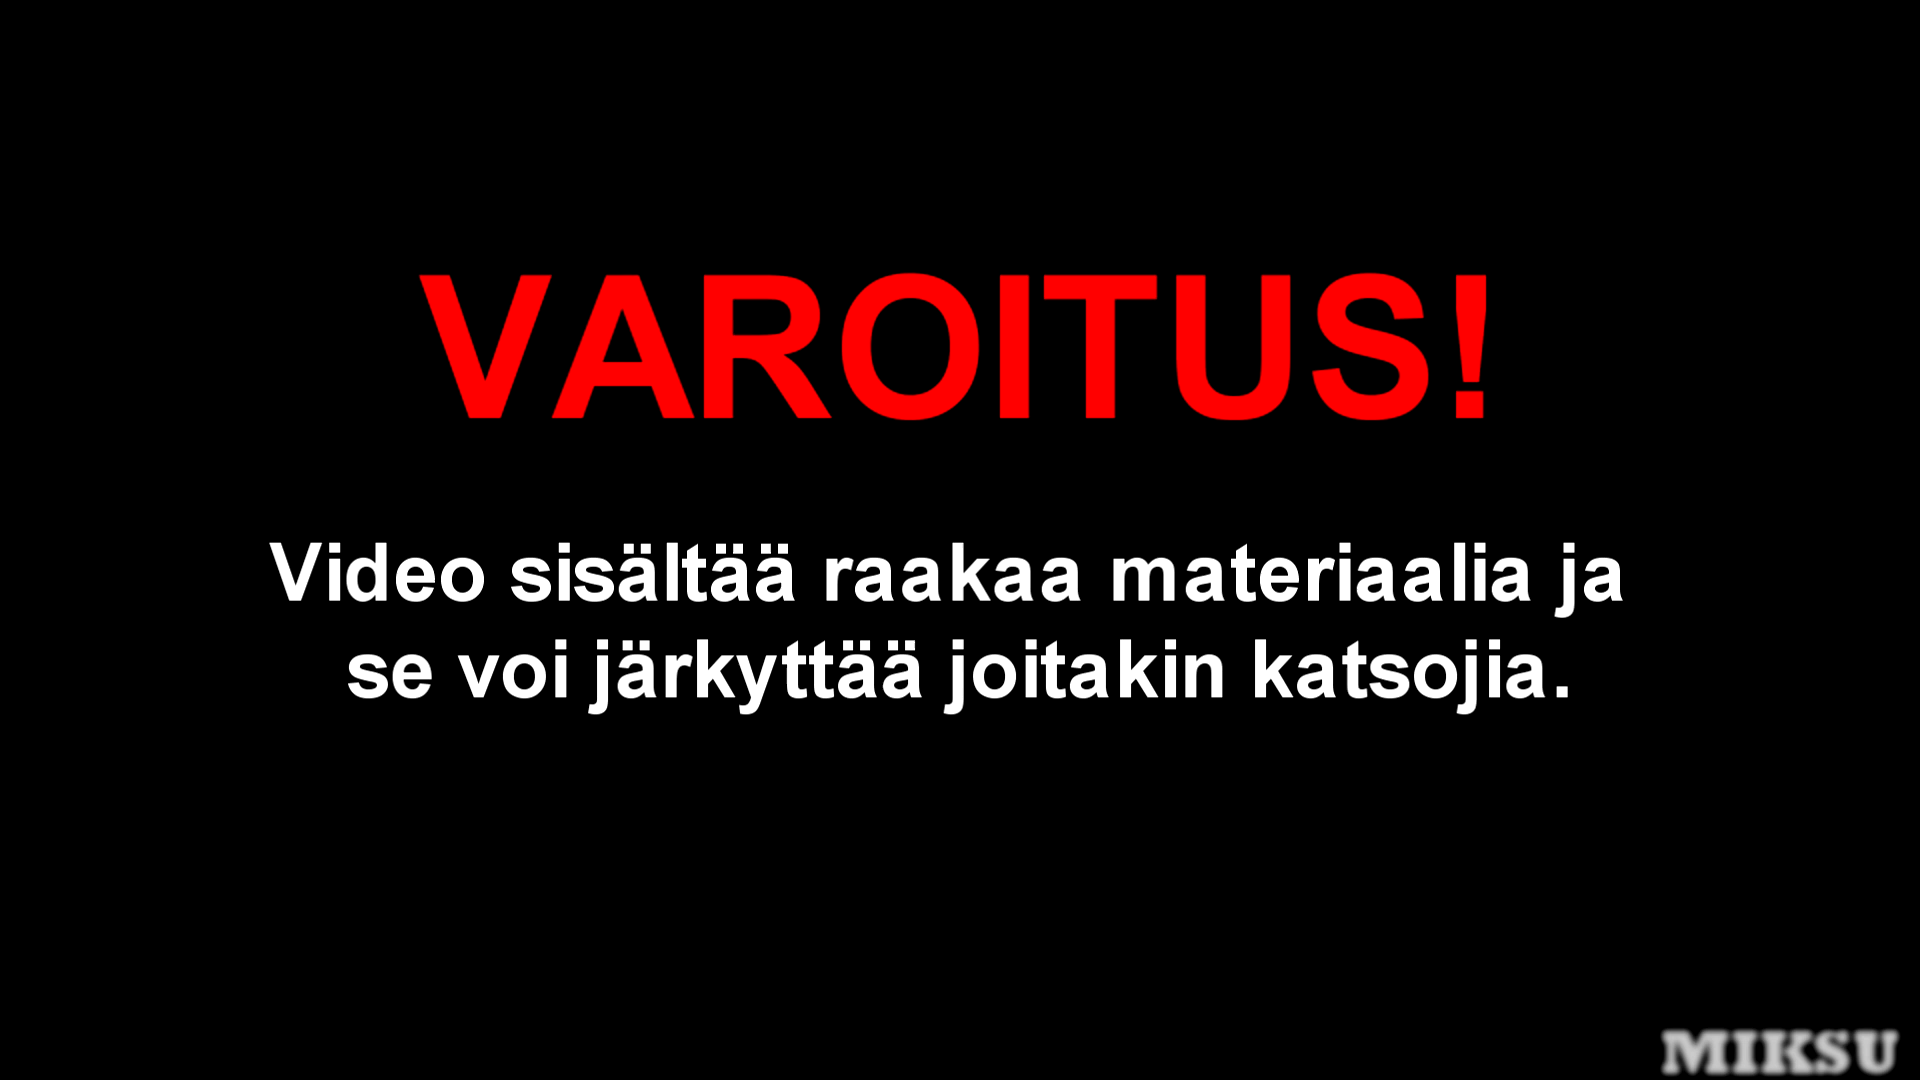 VAROITUS!
Video sisältää raakaa materiaalia ja
se voi järkyttää joitakin katsojia.
MIKSU